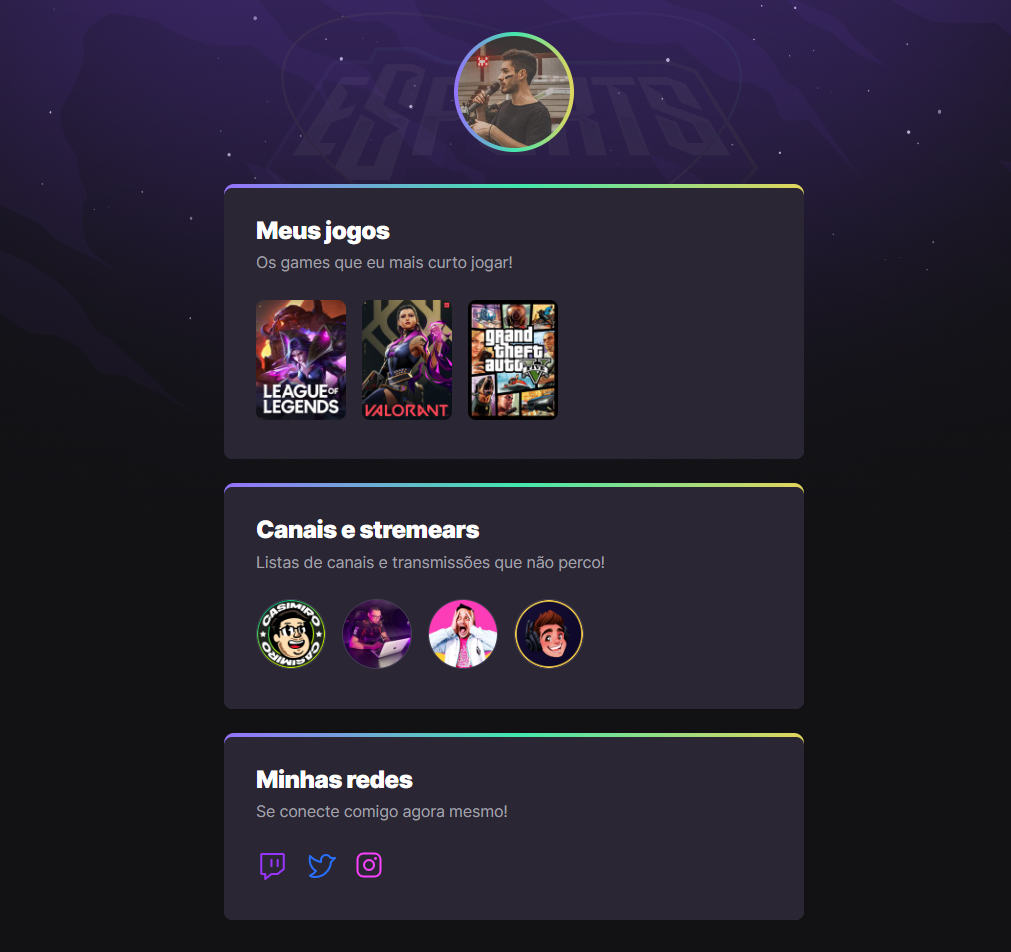 ESPORTS
Meus jogos
Os games que eu mais curto jogar!
LEAGUE OF
LEGENDS
VALORANT
grand
theft
auto
V
Canais e stremears
Listas de canais e transmissões que não perco!
CASIMIRO
CASIMIRO
Minhas redes
Se conecte comigo agora mesmo!